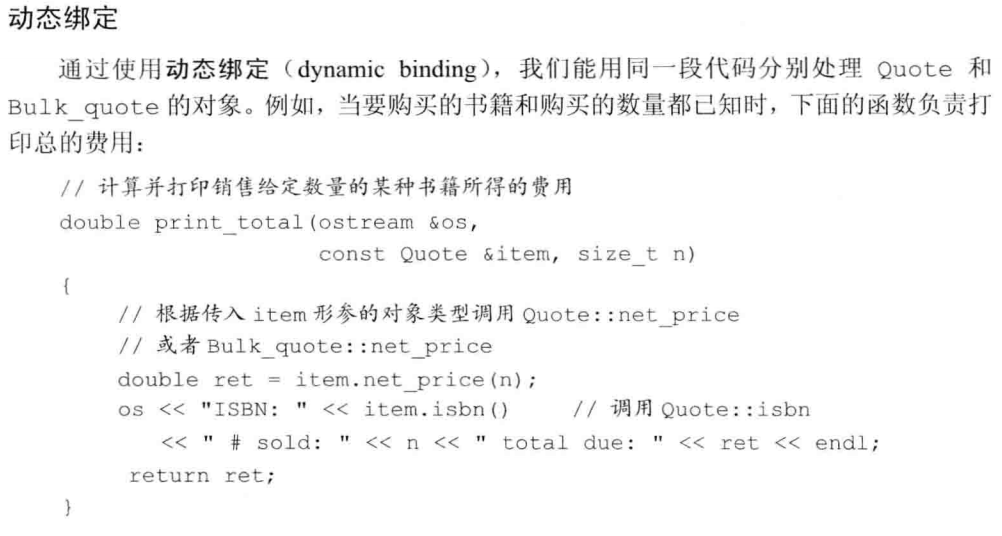 动态绑定
通过使用动态绑定（dynamic binding），我们能用同一段代码分别处理 Quote 和
Bulk_quote 的对象。例如，当要购买的书籍和购买的数量都已知时，下面的函数负责打
印总的费用：
// 计算并打印销售给定数量的某种书籍所得的费用
double print_total(ostream &os,
const Quote &item, size_t n)
{
// 根据传入 item 形参的对象类型调用 Quote::net_price
// 或者 Bulk_quote::net_price
double ret = item.net_price(n);
os << "ISBN: " << item.isbn() // 调用 Quote::isbn
<< " # sold: " << n << " total due: " << ret << endl;
return ret;
}